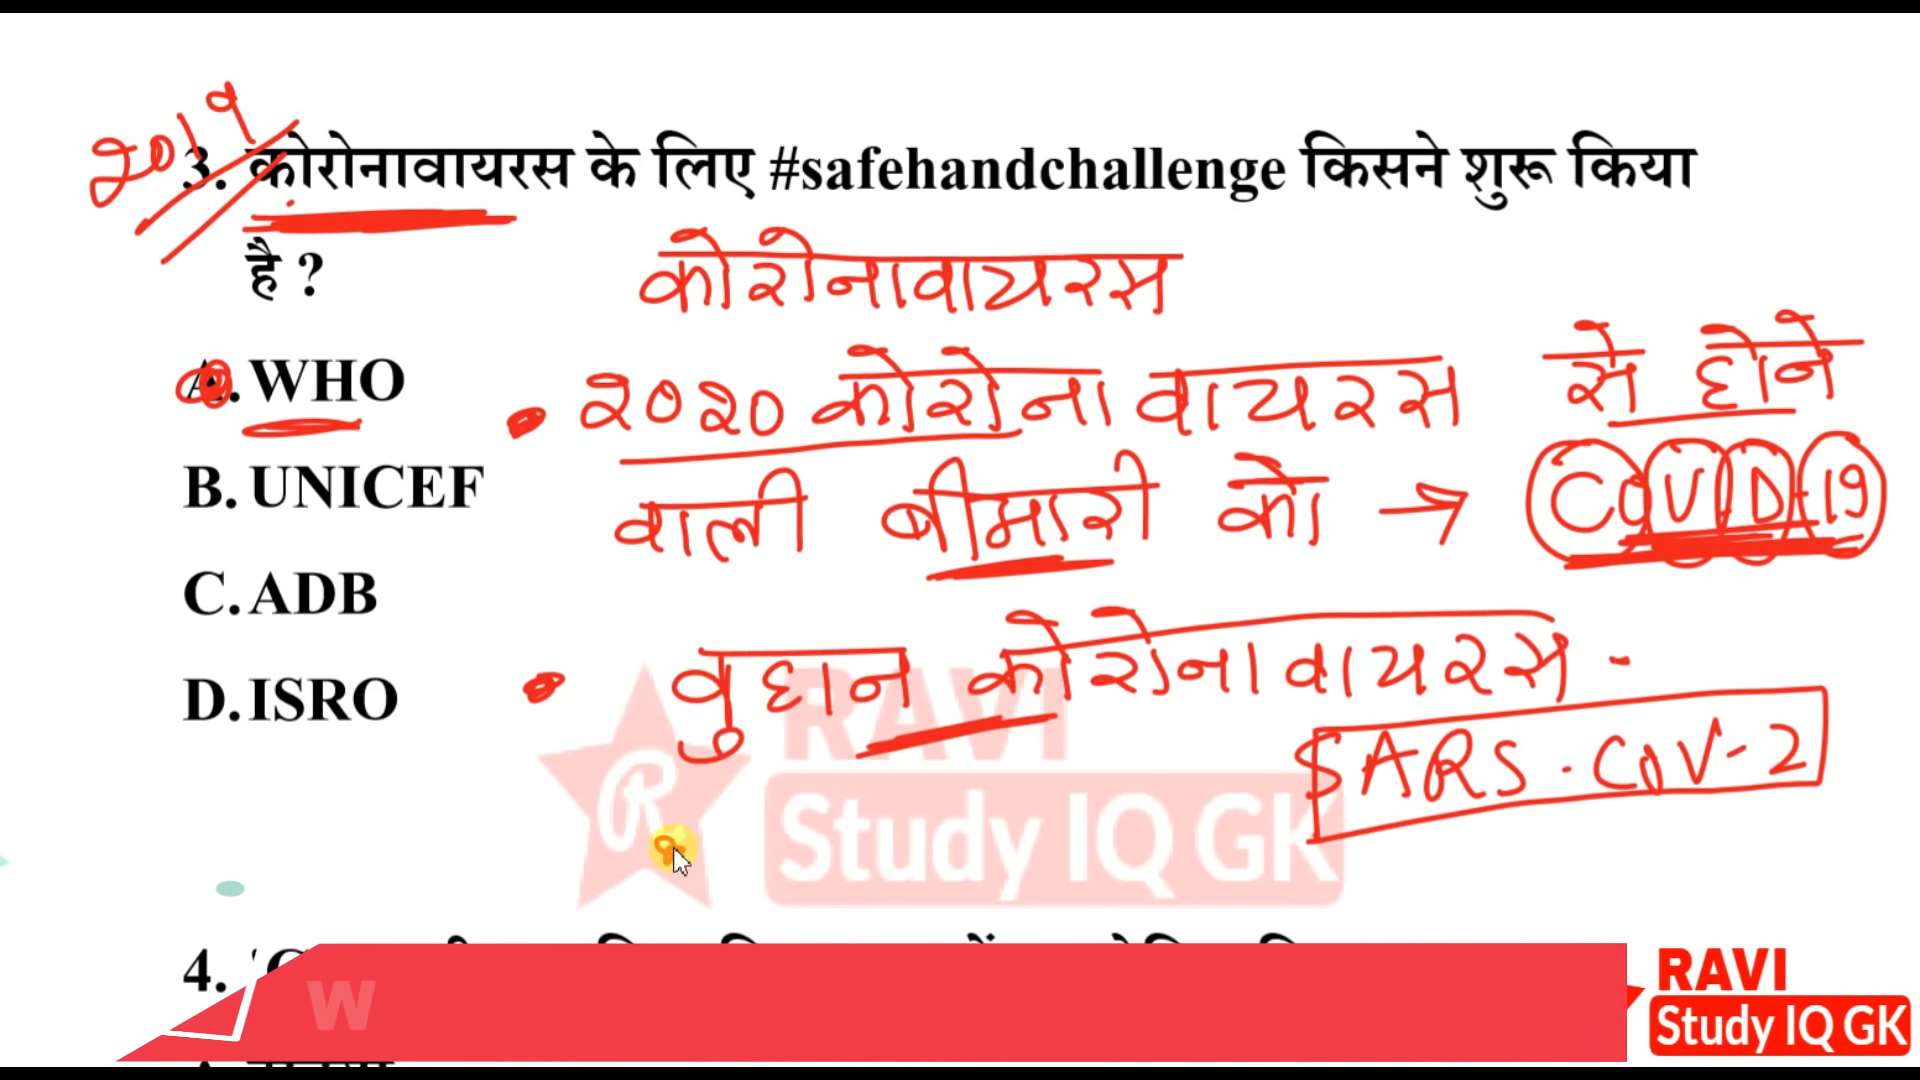 2019
3. कोरोनावायरस के लिए #safehandchallenge किसने शुरू किया
है ?
कोरोनावायरस
A. WHO
• 2020 कोरोना वायरस से होने
वाली बीमारी को → COVID-19
B. UNICEF
C. ADB
• वुहान कोरोनावायरस -
SARS-CoV-2
D. ISRO
RAVI
Study IQ GK
R
4.
W
RAVI
Study IQ GK